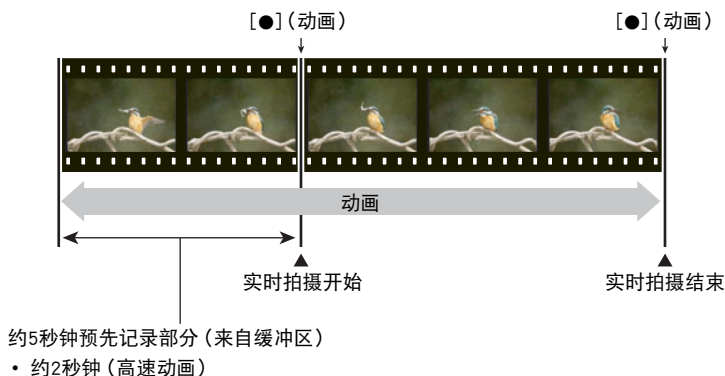 [●](动画) [●](动画)
动画
实时拍摄开始 实时拍摄结束
约5秒钟预先记录部分(来自缓冲区)
• 约2秒钟(高速动画)